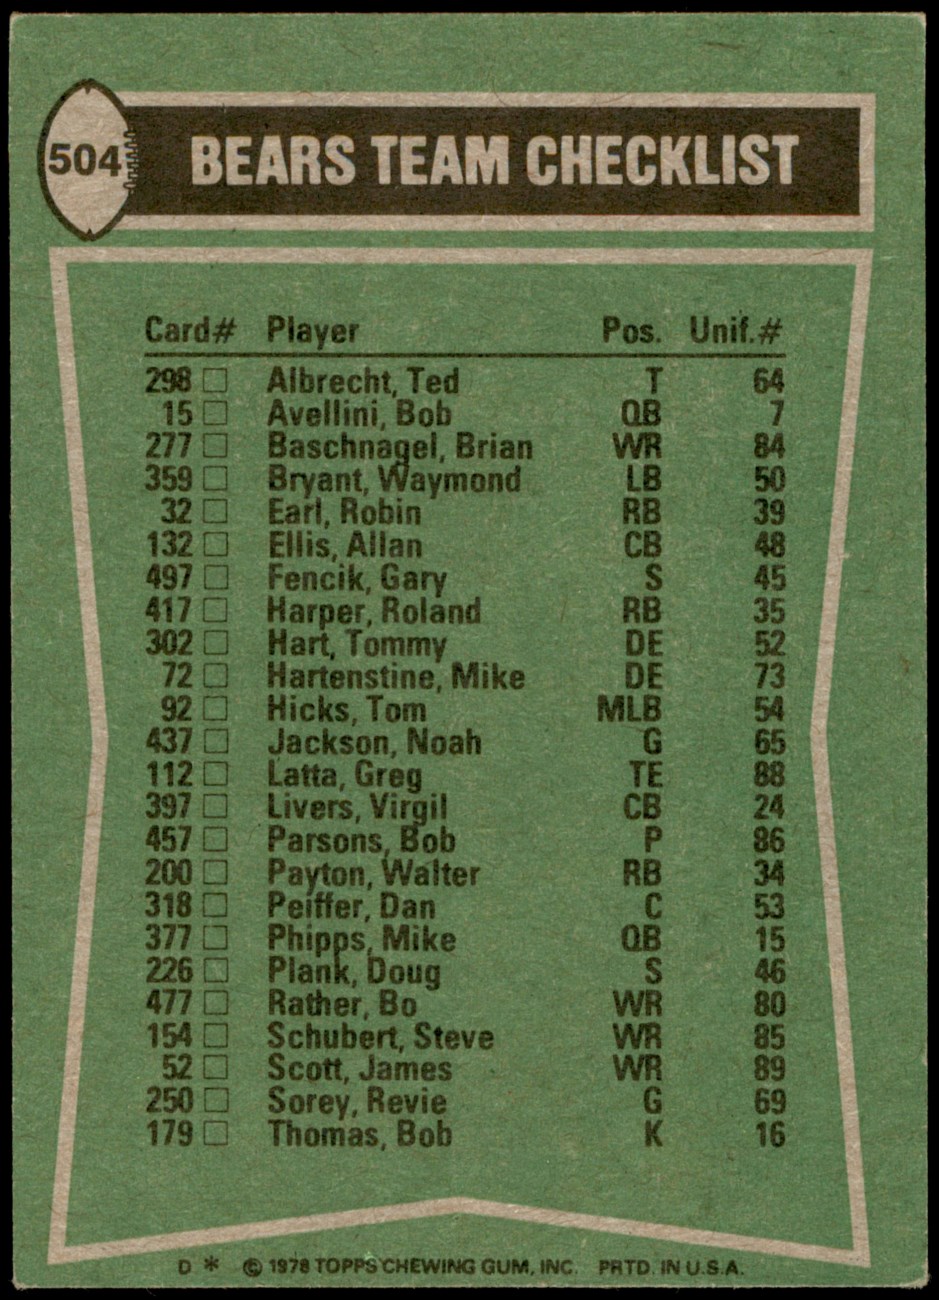 504
BEARS TEAM CHECKLIST
Card# Player Pos. Unif.#
298 □ Albrecht, Ted T 64
15 □ Avellini, Bob QB 7
277 □ Baschnagel, Brian WR 84
359 □ Bryant, Waymond LB 50
32 □ Earl, Robin RB 39
132 □ Ellis, Allan CB 48
497 □ Fencik, Gary S 45
417 □ Harper, Roland RB 35
302 □ Hart, Tommy DE 52
72 □ Hartenstine, Mike DE 73
92 □ Hicks, Tom MLB 54
437 □ Jackson, Noah G 65
112 □ Latta, Greg TE 88
397 □ Livers, Virgil CB 24
457 □ Parsons, Bob P 86
200 □ Payton, Walter RB 34
318 □ Peiffer, Dan C 53
377 □ Phipps, Mike QB 15
226 □ Plank, Doug S 46
477 □ Rather, Bo WR 80
154 □ Schubert, Steve WR 85
52 □ Scott, James WR 89
250 □ Sorey, Revie G 69
179 □ Thomas, Bob K 16
D * © 1978 TOPPS CHEWING GUM, INC. PRTD. IN U.S.A.